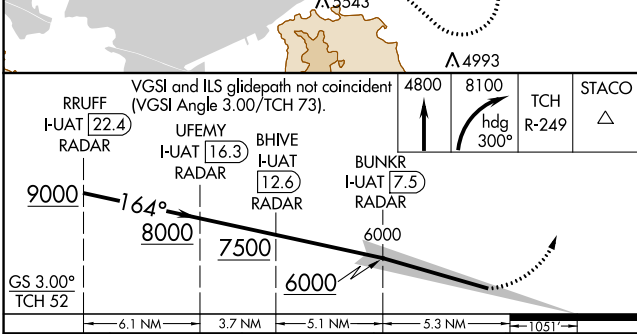 5543
4993
VGSI and ILS glidepath not coincident
(VGSI Angle 3.00/TCH 73).
4800
8100
hdg
300°
TCH
R-249
STACO
RRUFF
I-UAT 22.4
RADAR
UFEMY
I-UAT 16.3
RADAR
BHIVE
I-UAT
12.6
RADAR
BUNKR
I-UAT 7.5
RADAR
9000
164°
8000
7500
6000
6000
GS 3.00°
TCH 52
6.1 NM
3.7 NM
5.1 NM
5.3 NM
1051'